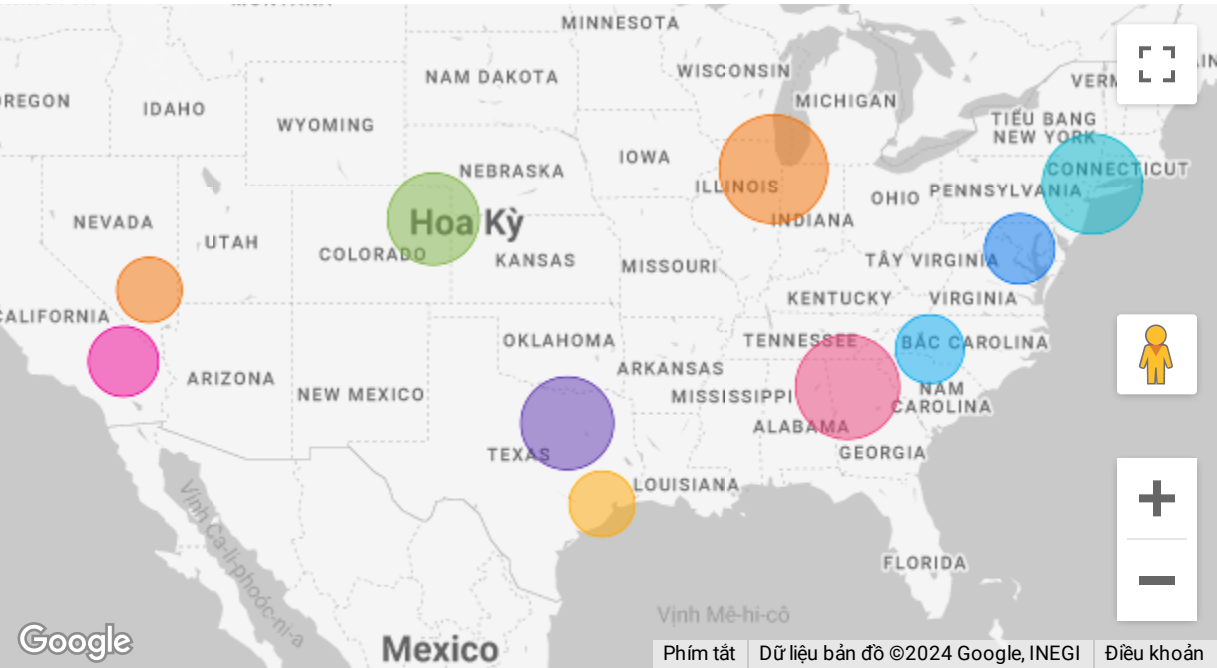 MINNESOTA
NAM DAKOTA
WISCONSIN
MICHIGAN
OREGON
IDAHO
WYOMING
TIỂU BANG
NEW YORK
IOWA
NEBRASKA
CONNECTICUT
ILLINOIS
OHIO
PENNSYLVANIA
NEVADA
Hoa Kỳ
INDIANA
UTAH
COLORADO
KANSAS
MISSOURI
TÂY VIRGINIA
KENTUCKY
VIRGINIA
CALIFORNIA
OKLAHOMA
TENNESSEE
BẮC CAROLINA
ARKANSAS
ARIZONA
NEW MEXICO
MISSISSIPPI
NAM
CAROLINA
ALABAMA
TEXAS
GEORGIA
LOUISIANA
Vịnh Ca-li-phoóc-ni-a
FLORIDA
Vịnh Mê-hi-cô
Google
Mexico
Phím tắt
Dữ liệu bản đồ ©2024 Google, INEGI
Điều khoản